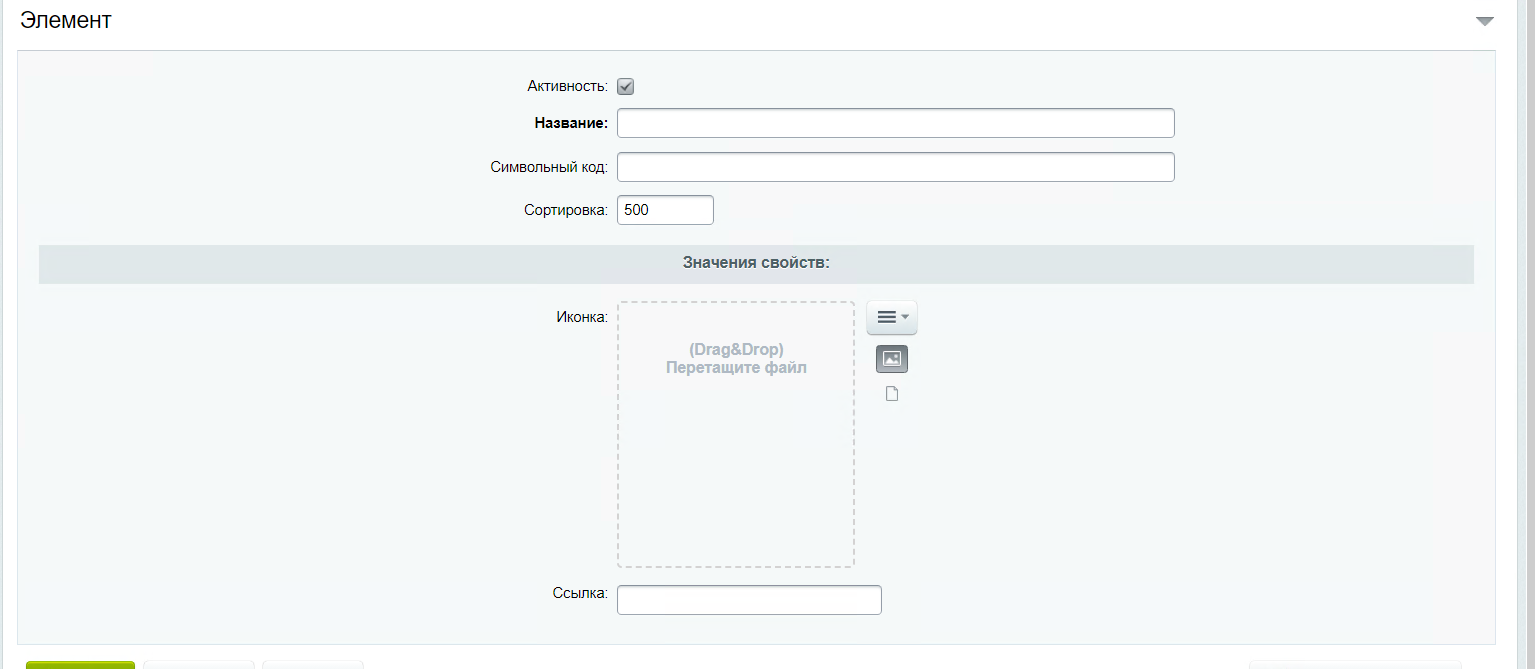 Элемент
Активность:
Название:
Символьный код:
Сортировка: 500
Значения свойств:
Иконка:
(Drag&Drop)
Перетащите файл
Ссылка: